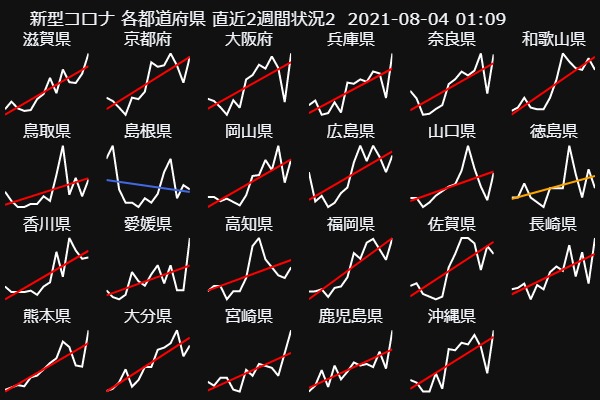 新型コロナ 各都道府県 直近2週間状況2 2021-08-04 01:09
滋賀県 京都府 大阪府 兵庫県 奈良県 和歌山県
鳥取県 島根県 岡山県 広島県 山口県 徳島県
香川県 愛媛県 高知県 福岡県 佐賀県 長崎県
熊本県 大分県 宮崎県 鹿児島県 沖縄県